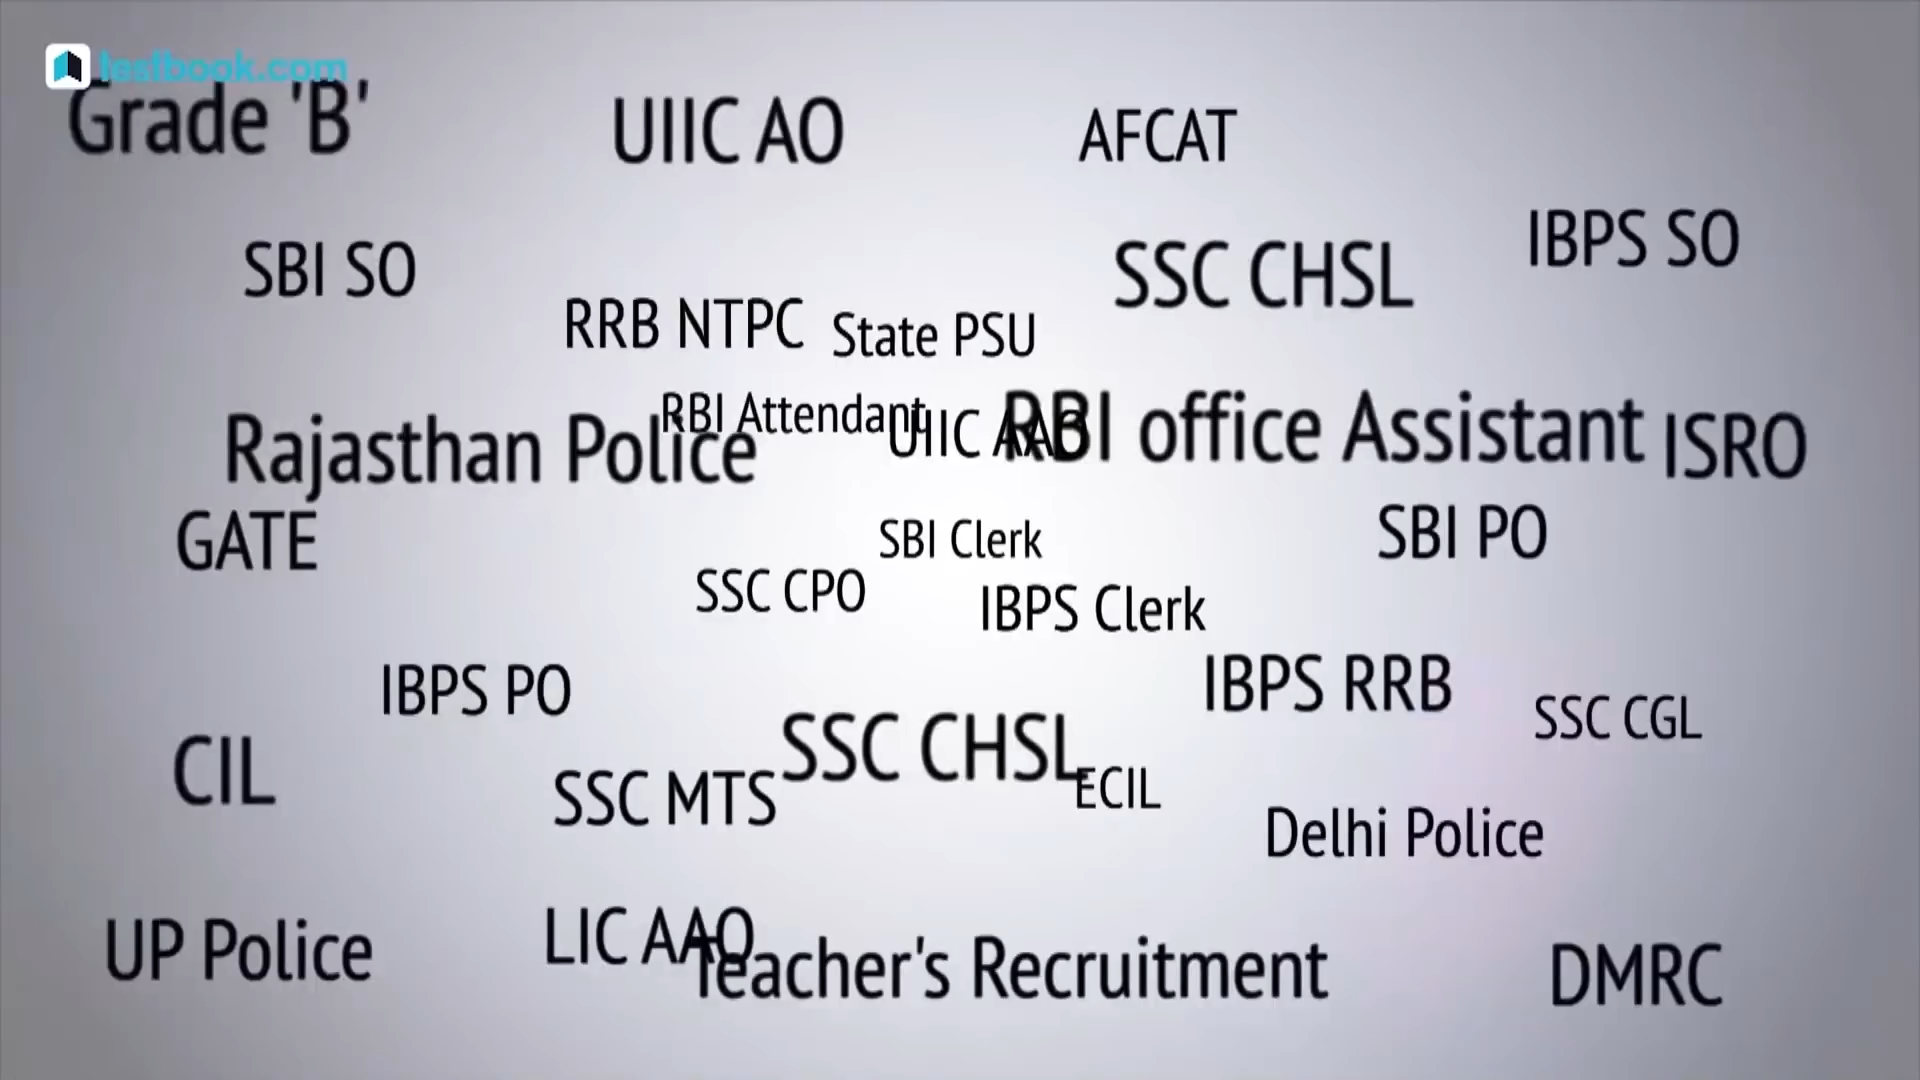 testbook.com
Grade 'B'
UIIC AO
AFCAT
SBI SO
SSC CHSL
IBPS SO
RRB NTPC
State PSU
RBI Attendant
UIIC AAO
RBI office Assistant
ISRO
Rajasthan Police
GATE
SBI Clerk
SBI PO
SSC CPO
IBPS Clerk
IBPS PO
IBPS RRB
SSC CGL
CIL
SSC MTS
SSC CHSL
ECIL
Delhi Police
UP Police
LIC AAO
Teacher's Recruitment
DMRC